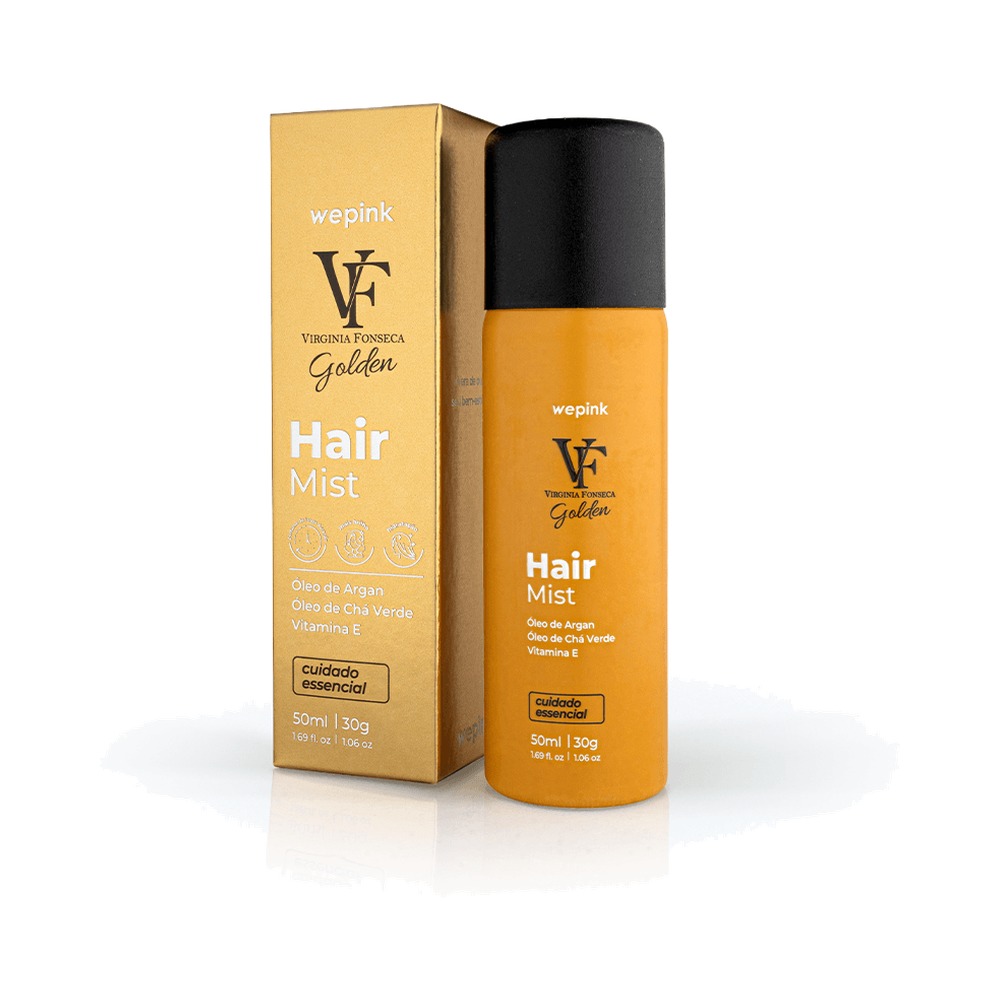 wepink
VF
VIRGINIA FONSECA
Golden
Hair
Mist
Óleo de Argan
Óleo de Chá Verde
Vitamina E
cuidado
essencial
50ml | 30g
1.69 fl. oz | 1.06 oz
wepink
wepink
VF
VIRGINIA FONSECA
Golden
Hair
Mist
Óleo de Argan
Óleo de Chá Verde
Vitamina E
cuidado
essencial
50ml | 30g
1.69 fl. oz | 1.06 oz